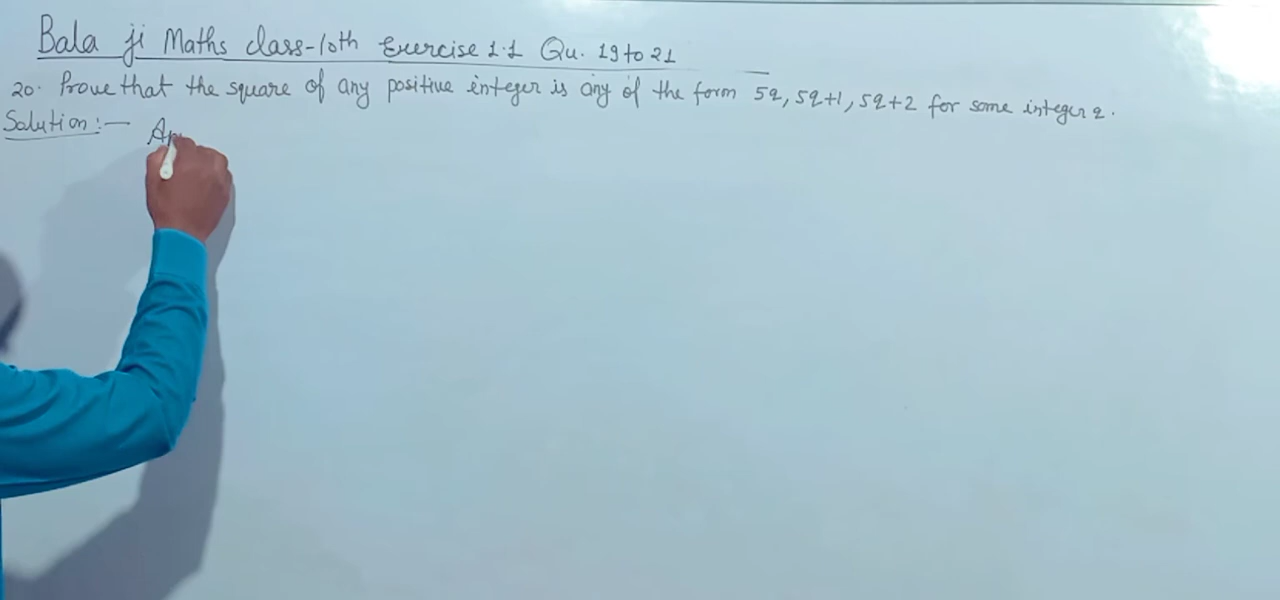 Bala ji Maths class-10th Exercise 1.1 Qu. 19 to 21
20. Prove that the square of any positive integer is any of the form 5q, 5q+1, 5q+2 for some integer q.
Solution:— Ap